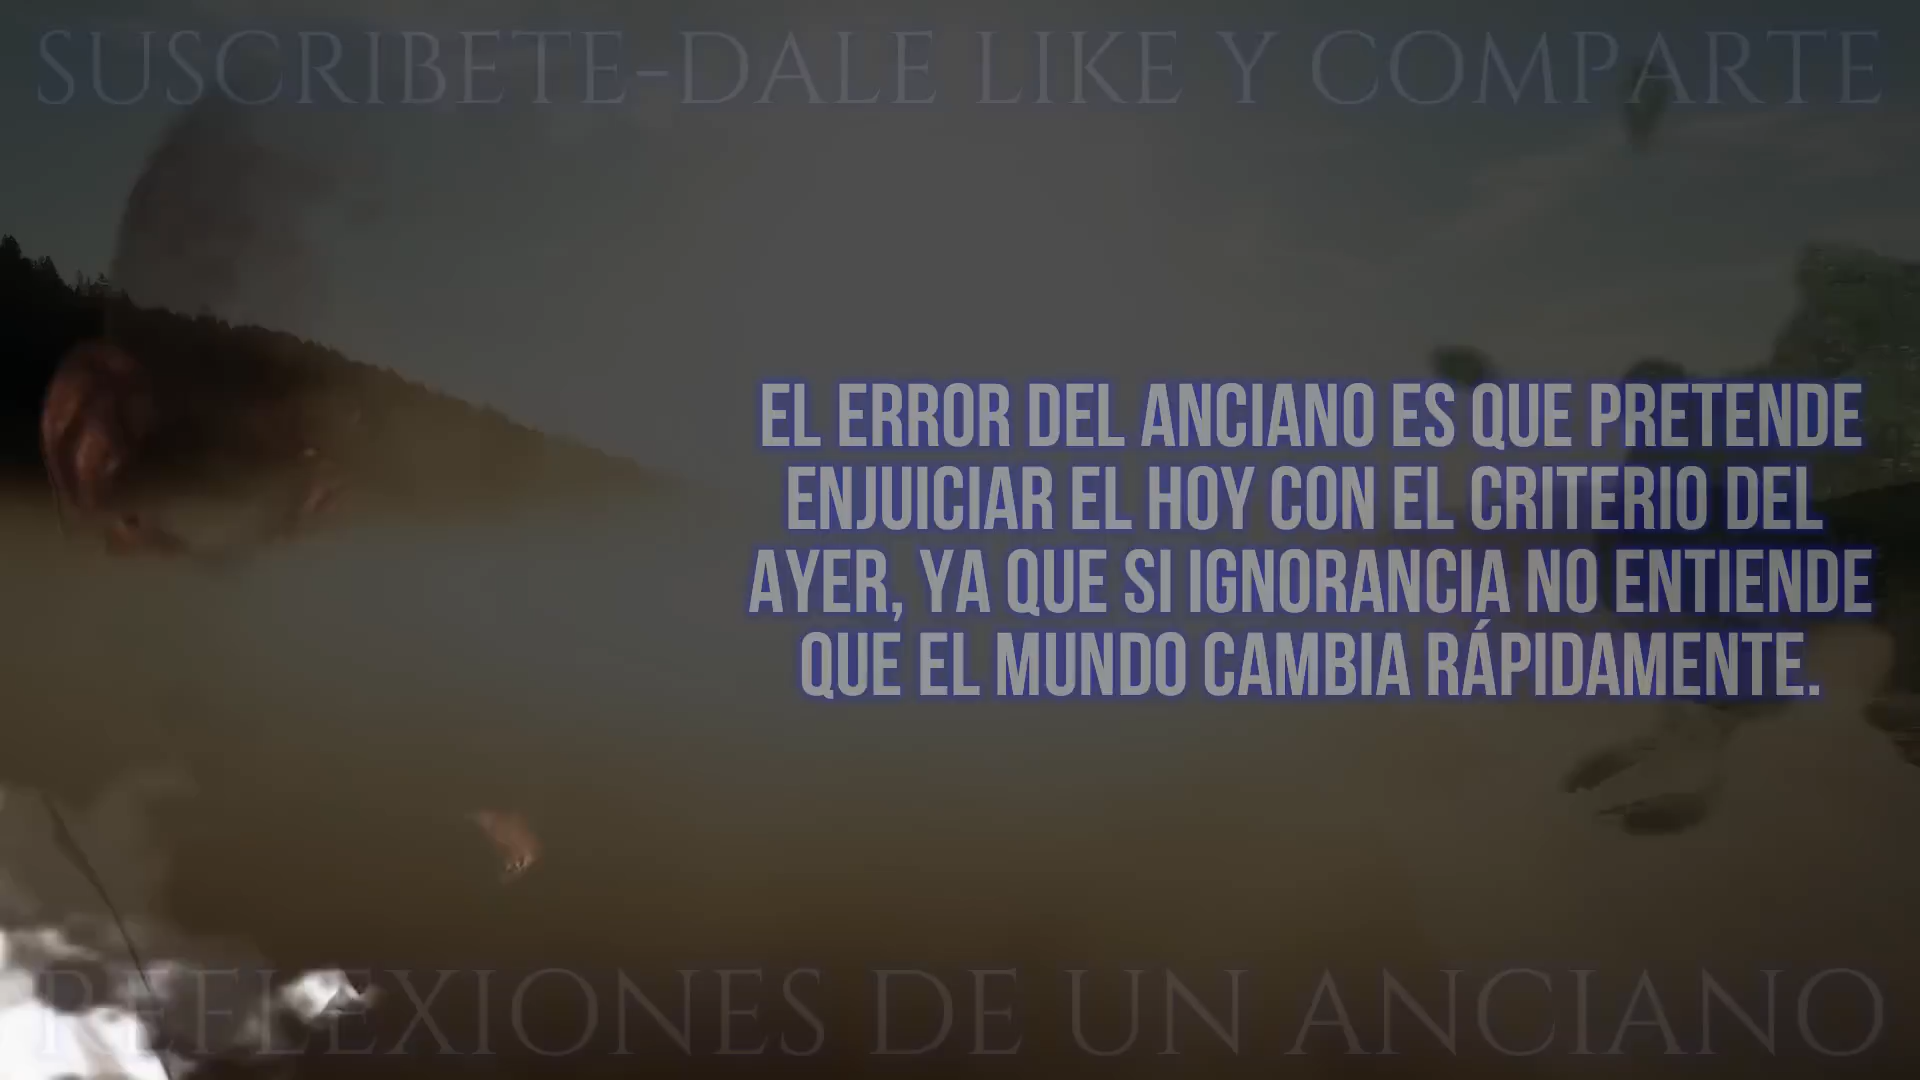 SUSCRIBETE-DALE LIKE Y COMPARTE
EL ERROR DEL ANCIANO ES QUE PRETENDE
ENJUICIAR EL HOY CON EL CRITERIO DEL
AYER, YA QUE SI IGNORANCIA NO ENTIENDE
QUE EL MUNDO CAMBIA RÁPIDAMENTE.
REFLEXIONES DE UN ANCIANO